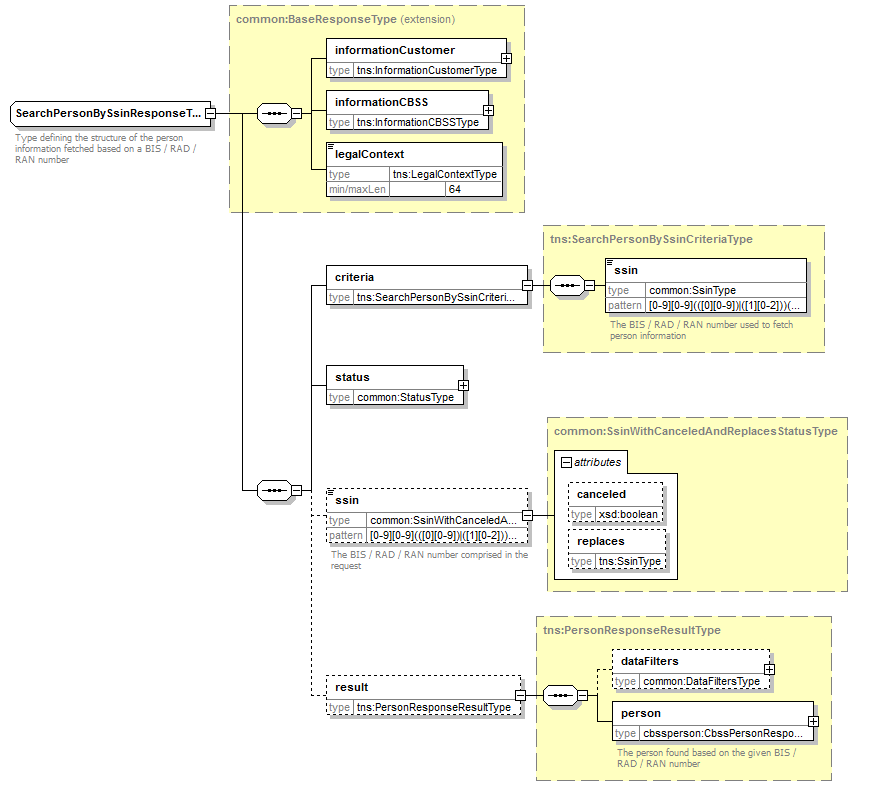 common:BaseResponseType (extension)
informationCustomer
type tns:InformationCustomerType
informationCBSS
type tns:InformationCBSSType
legalContext
type tns:LegalContextType
min/maxLen 64
SearchPersonBySsinResponseT...
Type defining the structure of the person
information fetched based on a BIS / RAD /
RAN number
criteria
type tns:SearchPersonBySsinCriteri...
tns:SearchPersonBySsinCriteriaType
ssin
type common:SsinType
pattern [0-9][0-9](([0][0-9])|([1][0-2]))(...
The BIS / RAD / RAN number used to fetch
person information
status
type common:StatusType
ssin
type common:SsinWithCanceledA...
pattern [0-9][0-9](([0][0-9])|([1][0-2]))...
The BIS / RAD / RAN number comprised in the
request
common:SsinWithCanceledAndReplacesStatusType
attributes
canceled
type xsd:boolean
replaces
type tns:SsinType
result
type tns:PersonResponseResultType
tns:PersonResponseResultType
dataFilters
type common:DataFiltersType
person
type cbssperson:CbssPersonRespo...
The person found based on the given BIS /
RAD / RAN number